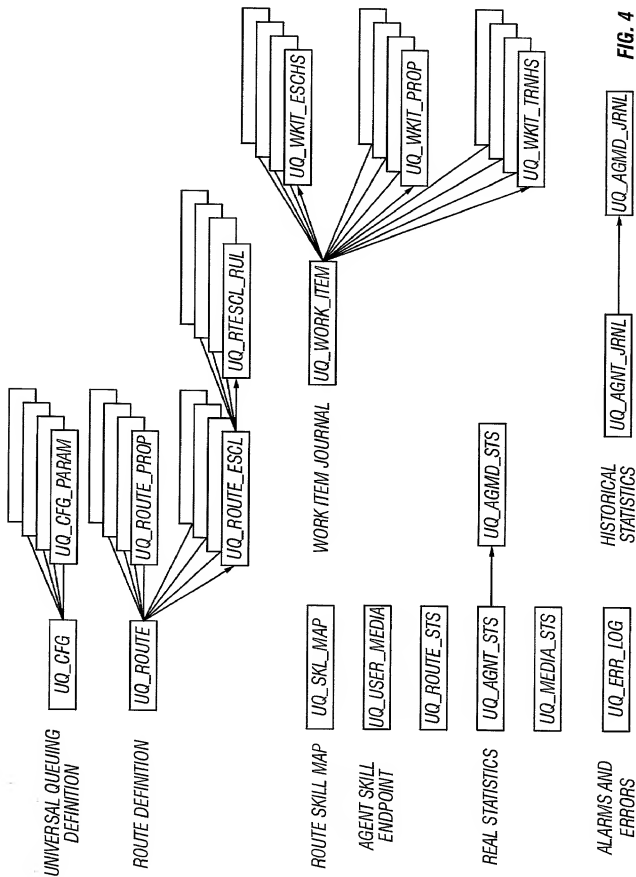 UNIVERSAL QUEUING
DEFINITION
UQ_CFG
UQ_CFG_PARAM
ROUTE DEFINITION
UQ_ROUTE
UQ_ROUTE_PROP
UQ_ROUTE_ESCL
UQ_RTESCL_RUL
ROUTE SKILL MAP
UQ_SKL_MAP
WORK ITEM JOURNAL
UQ_WORK_ITEM
UQ_WKIT_ESCHS
UQ_WKIT_PROP
UQ_WKIT_TRNHS
AGENT SKILL
ENDPOINT
UQ_USER_MEDIA
REAL STATISTICS
UQ_ROUTE_STS
UQ_AGNT_STS
UQ_AGMD_STS
UQ_MEDIA_STS
ALARMS AND
ERRORS
UQ_ERR_LOG
HISTORICAL
STATISTICS
UQ_AGNT_JRNL
UQ_AGMD_JRNL
FIG. 4